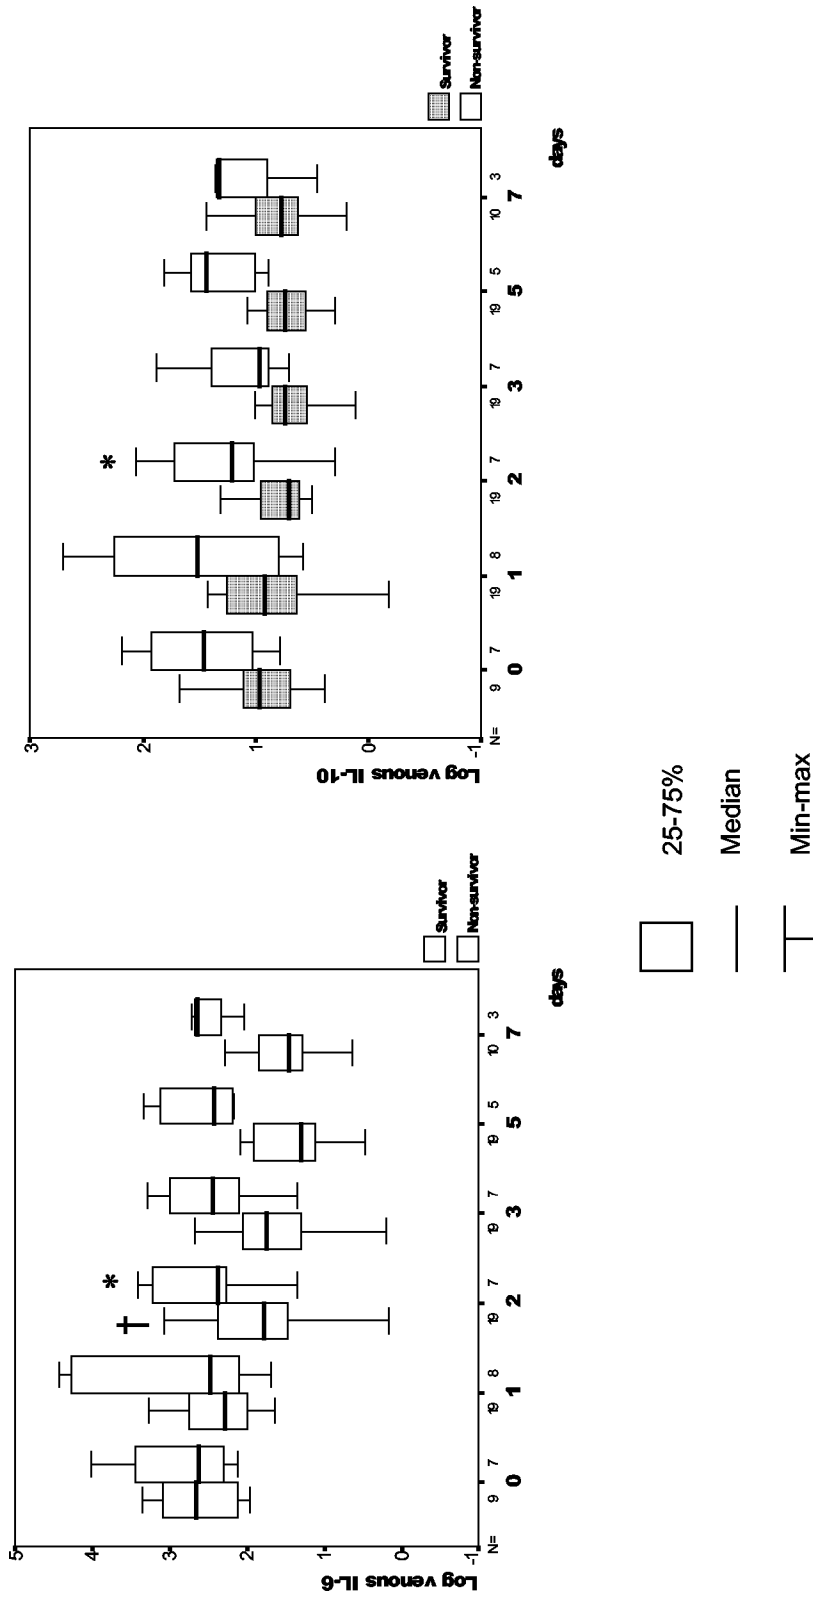 Log venous IL-6
5
4
3
2
1
0
-1
N=
9 7 19 8 19 7 19 7 19 5 10 3
0 1 2 3 5 7
days
†
*
Survivor
Non-survivor
Log venous IL-10
3
2
1
0
-1
N=
9 7 19 8 19 7 19 7 19 5 10 3
0 1 2 3 5 7
days
*
Survivor
Non-survivor
25-75%
Median
Min-max